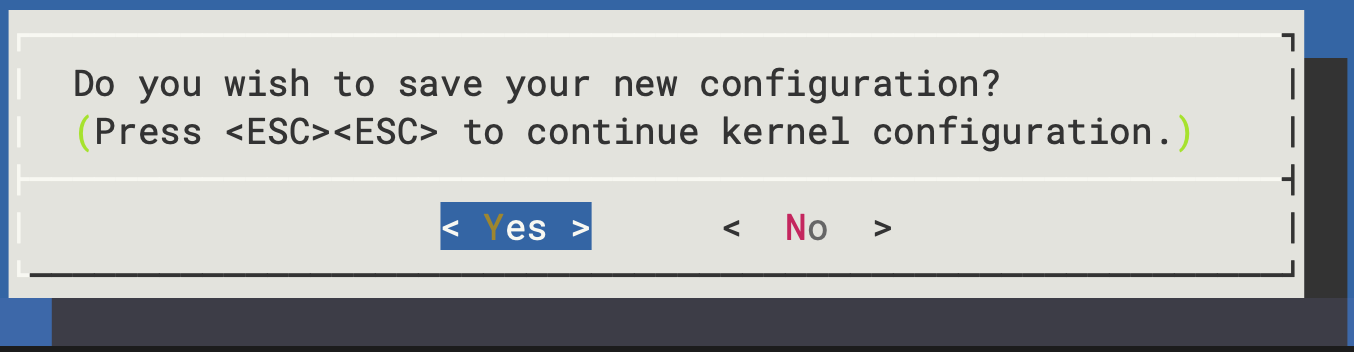 Do you wish to save your new configuration?
(Press <ESC><ESC> to continue kernel configuration.)
< Yes > < No >